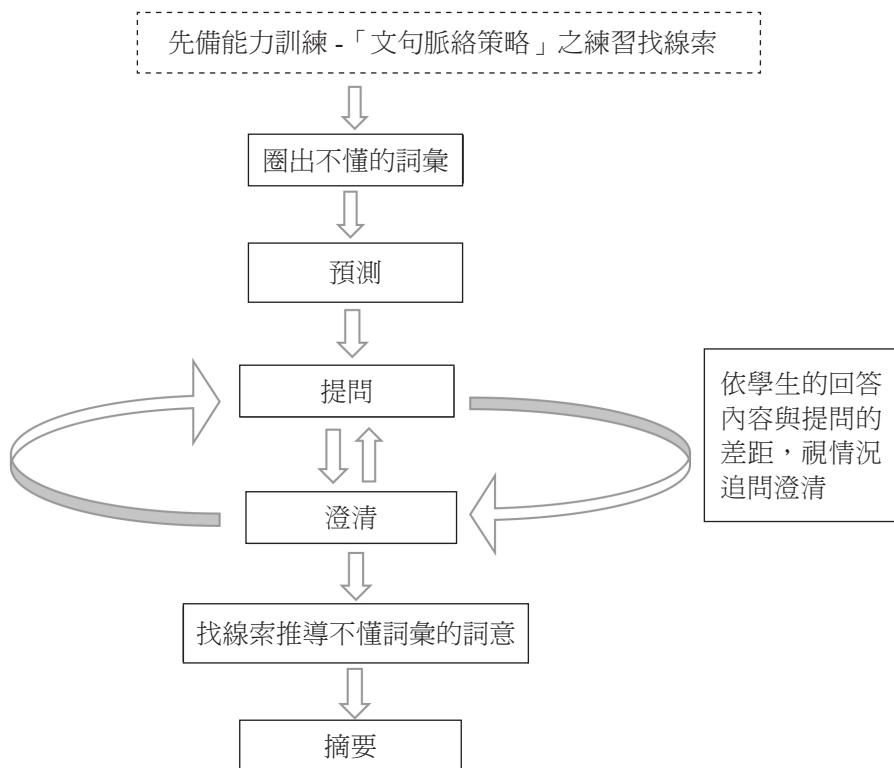 先備能力訓練 -「文句脈絡策略」之練習找線索
圈出不懂的詞彙
預測
提問
依學生的回答
內容與提問的
差距，視情況
追問澄清
澄清
找線索推導不懂詞彙的詞意
摘要